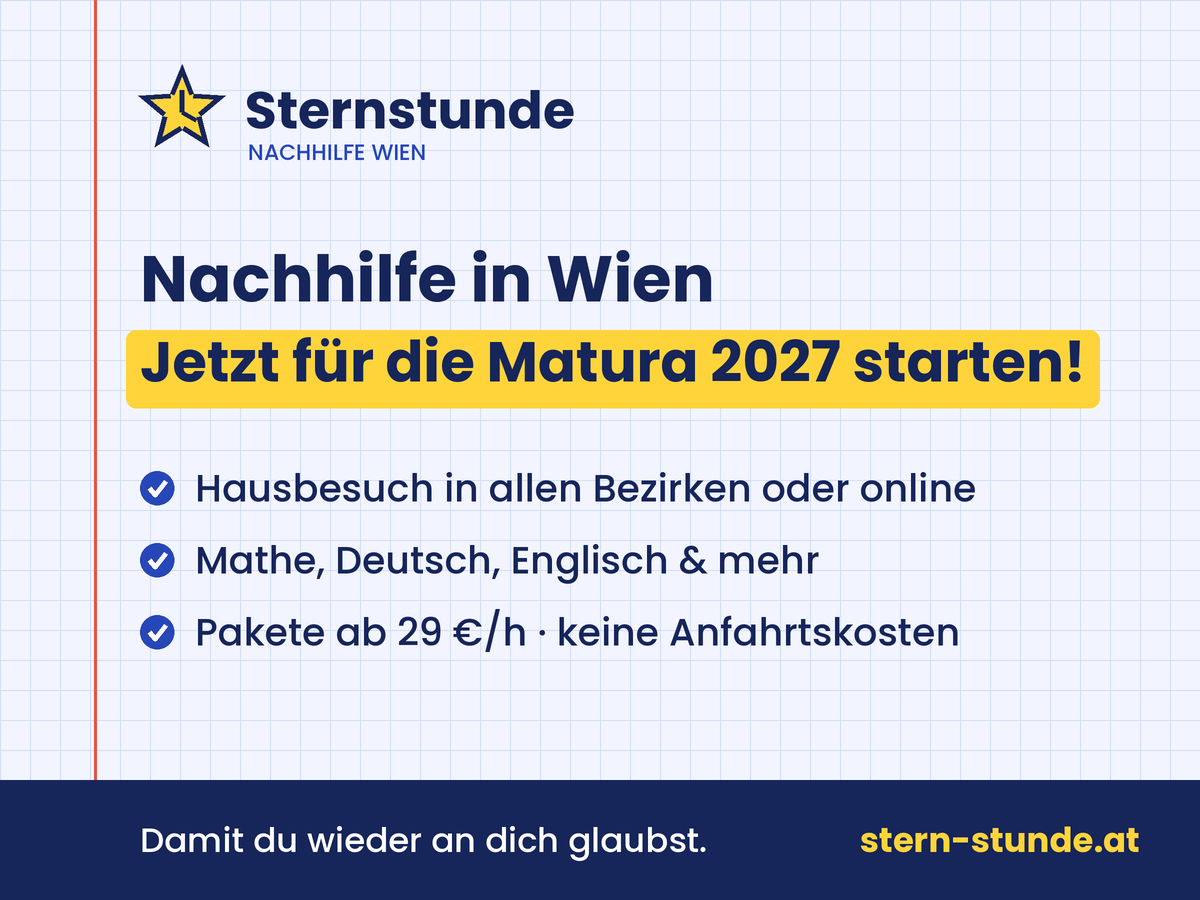 Sternstunde
NACHHILFE WIEN
Nachhilfe in Wien
Jetzt für die Matura 2027 starten!
Hausbesuch in allen Bezirken oder online
Mathe, Deutsch, Englisch & mehr
Pakete ab 29 €/h · keine Anfahrtskosten
Damit du wieder an dich glaubst.
stern-stunde.at